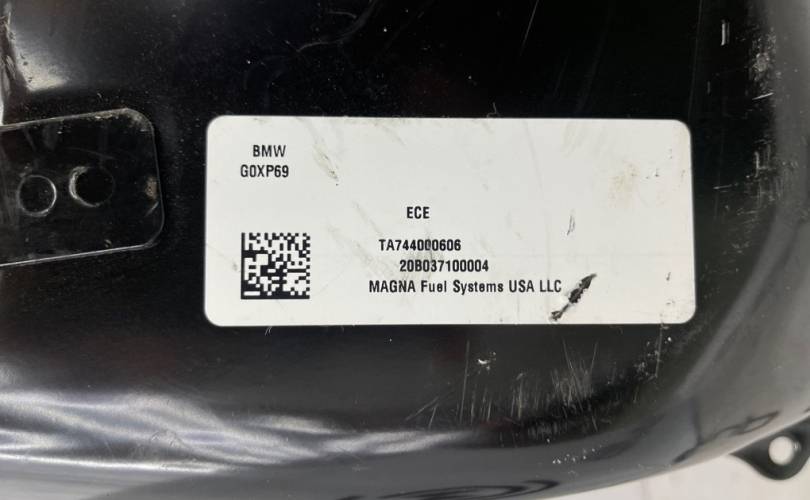 BMW
G0XP69
ECE
TA744000606
20B037100004
MAGNA Fuel Systems USA LLC